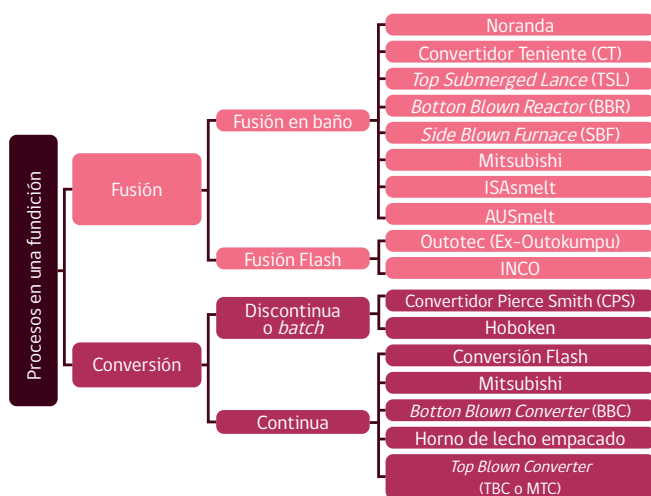 Procesos en una fundición
Fusión
Fusión en baño
Noranda
Convertidor Teniente (CT)
Top Submerged Lance (TSL)
Botton Blown Reactor (BBR)
Side Blown Furnace (SBF)
Mitsubishi
ISAsmelt
AUSmelt
Fusión Flash
Outotec (Ex-Outokumpu)
INCO
Conversión
Discontinua
o batch
Convertidor Pierce Smith (CPS)
Hoboken
Continua
Conversión Flash
Mitsubishi
Botton Blown Converter (BBC)
Horno de lecho empacado
Top Blown Converter
(TBC o MTC)